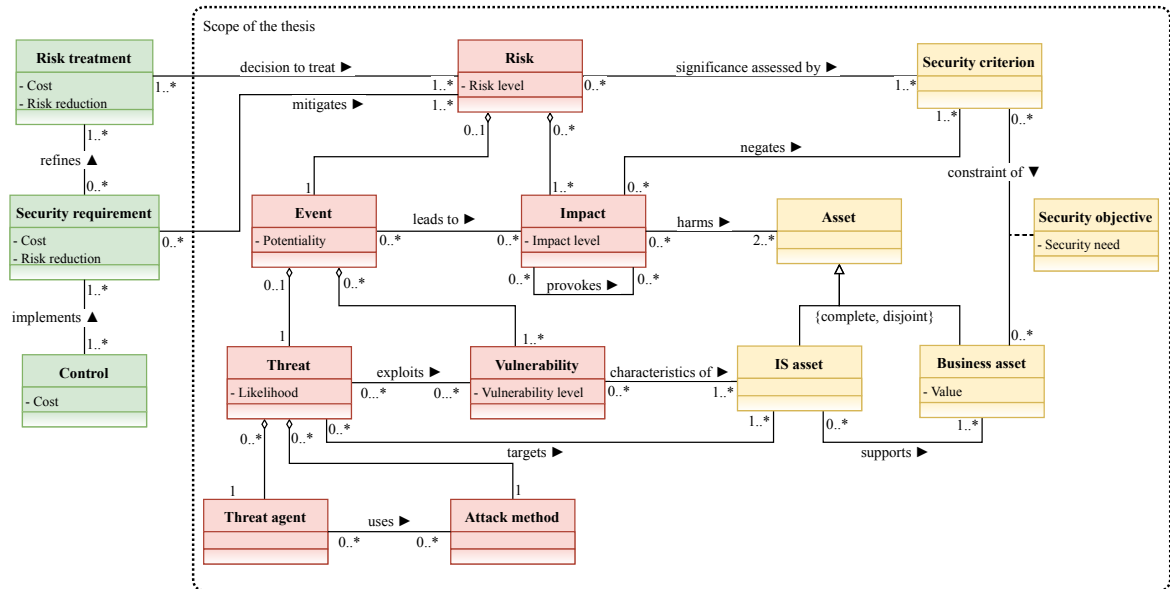 Scope of the thesis
Risk treatment
- Cost
- Risk reduction
decision to treat ►
1..*
1..*
Risk
- Risk level
significance assessed by ►
0..*
1..*
Security criterion
mitigates ►
1..*
1..*
refines ▲
0..*
0..1
0..*
negates ►
1..*
0..*
constraint of ▼
1
1..*
0..*
Security requirement
- Cost
- Risk reduction
0..*
Event
- Potentiality
leads to ►
0..*
0..*
Impact
- Impact level
harms ►
0..*
2..*
Asset
Security objective
- Security need
0..*
0..*
provokes ►
1..*
implements ▲
1..*
0..1
0..*
{complete, disjoint}
1
1..*
0..*
Control
- Cost
Threat
- Likelihood
exploits ►
0...*
0...*
Vulnerability
- Vulnerability level
characteristics of ►
0..*
1..*
IS asset
Business asset
- Value
0..*
0..*
0..*
1..*
0..*
1..*
targets ►
supports ►
1
1
Threat agent
uses ►
0..*
0..*
Attack method